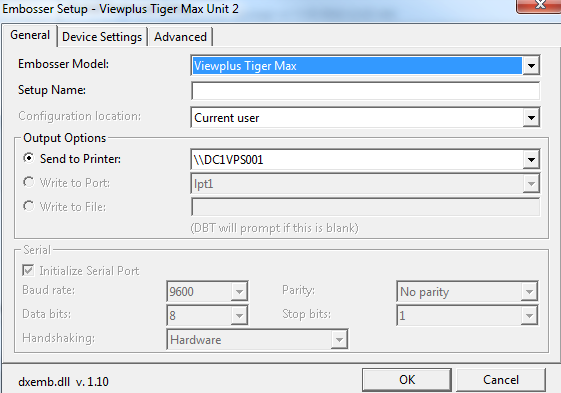 Embosser Setup - Viewplus Tiger Max Unit 2
General Device Settings Advanced
Embosser Model: Viewplus Tiger Max
Setup Name:
Configuration location: Current user
Output Options
Send to Printer: \\DC1VPS001
Write to Port: lpt1
Write to File:
(DBT will prompt if this is blank)
Serial
Initialize Serial Port
Baud rate: 9600 Parity: No parity
Data bits: 8 Stop bits: 1
Handshaking: Hardware
dxemb.dll v. 1.10 OK Cancel